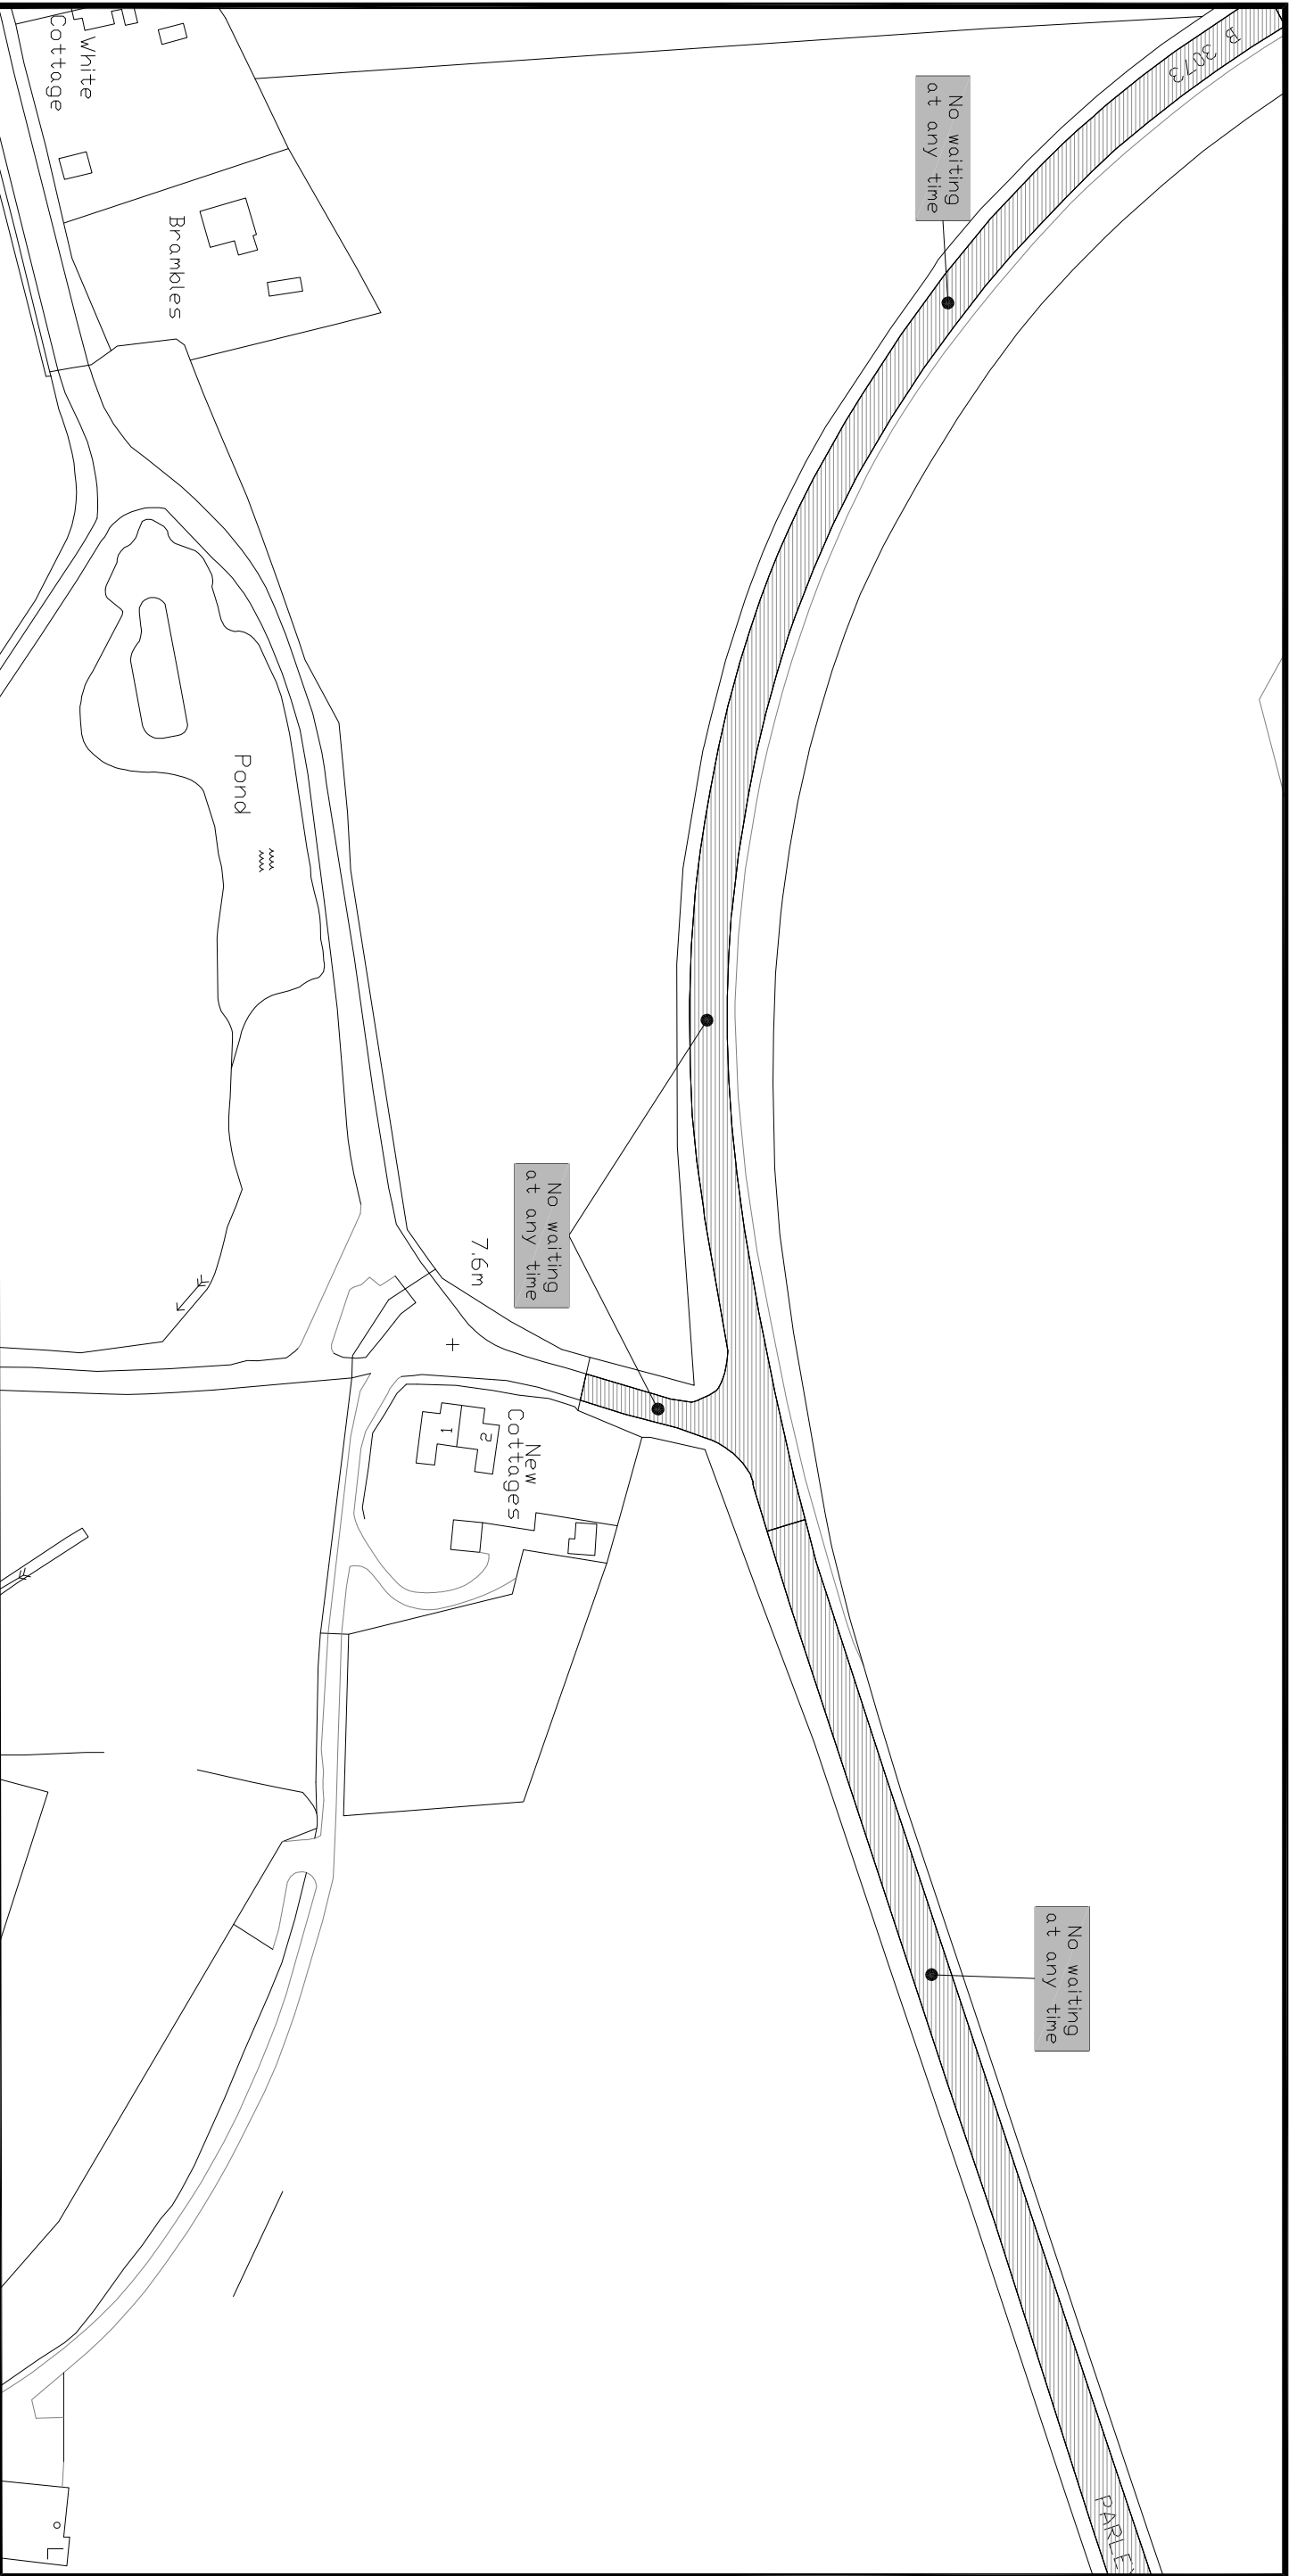 B 3073
No waiting
at any time
White
Cottage
Brambles
Pond
7.6m
No waiting
at any time
New
Cottages
1
2
No waiting
at any time
PARLE
L